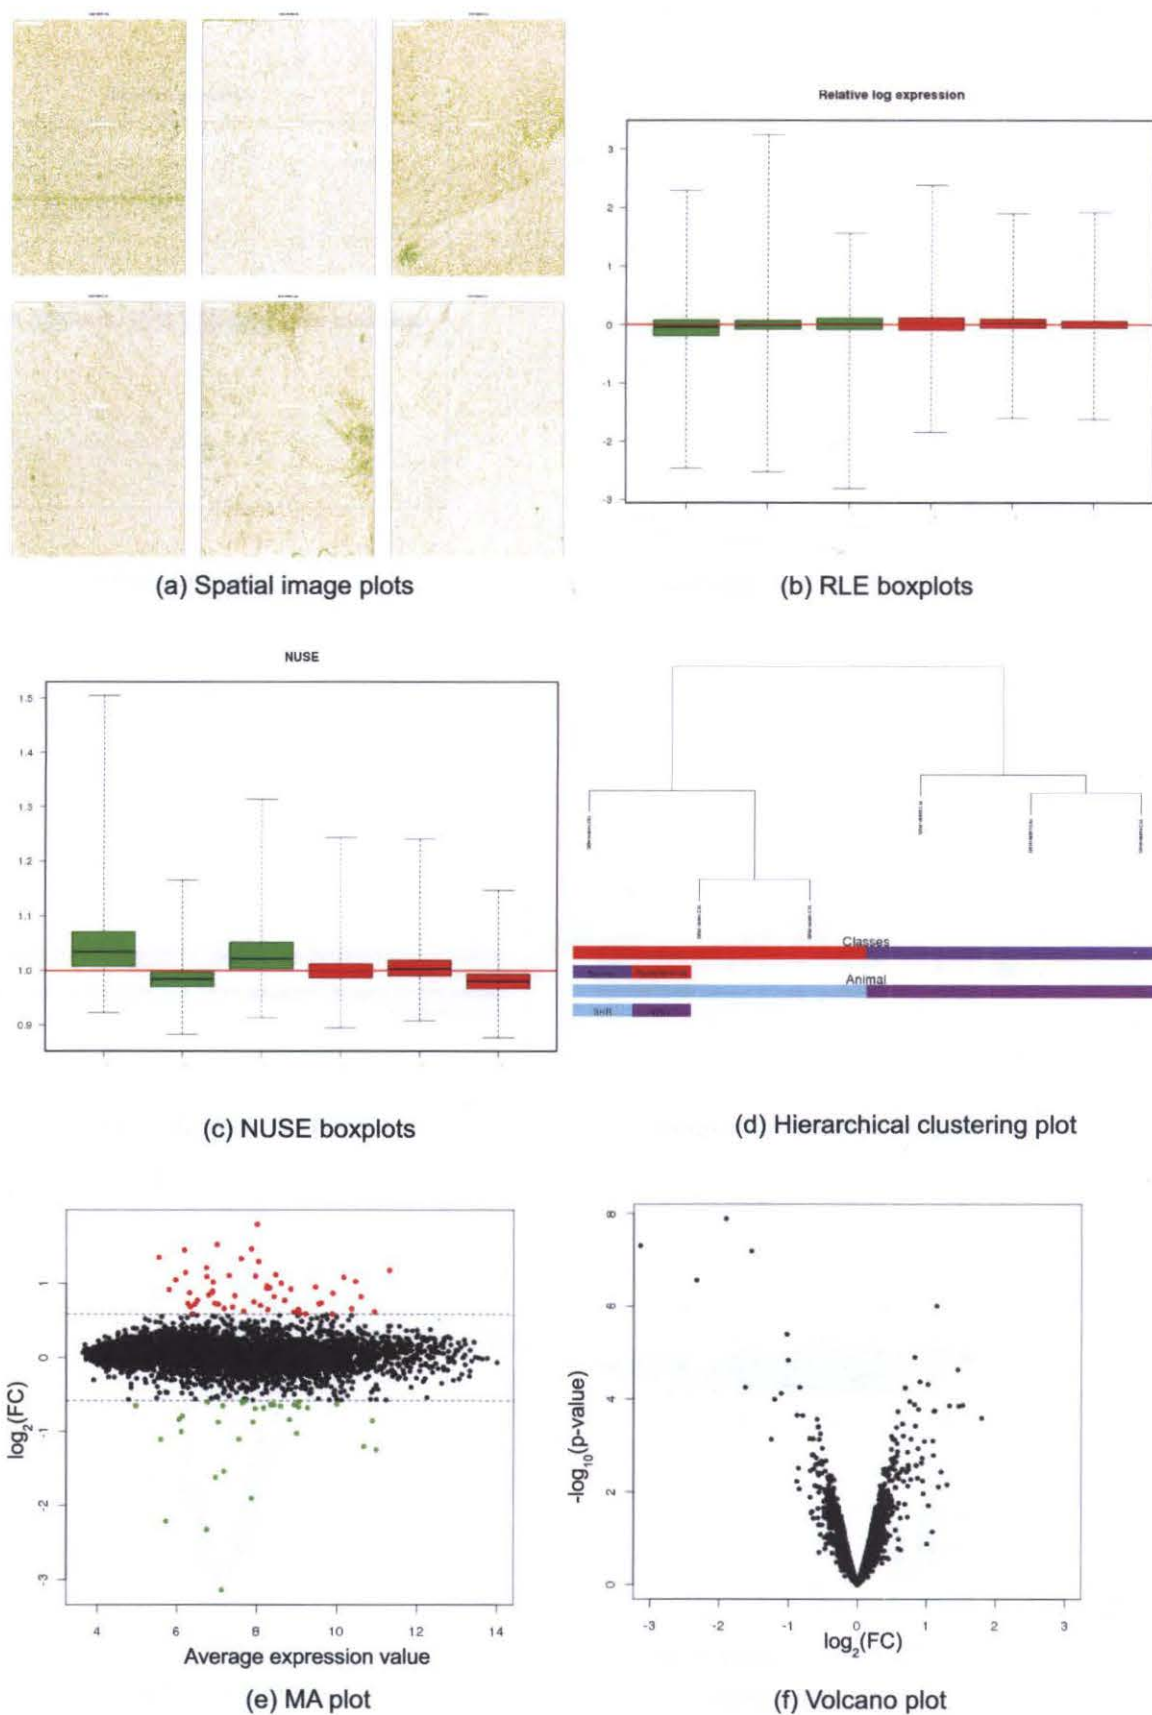 Relative log expression
3
2
1
0
-1
-2
-3
(a) Spatial image plots
(b) RLE boxplots
NUSE
1.5
1.4
1.3
1.2
1.1
1.0
0.9
Classes
Animal
SHR
(c) NUSE boxplots
(d) Hierarchical clustering plot
log2(FC)
1
0
-1
-2
-3
4 6 8 10 12 14
Average expression value
(e) MA plot
-log10(p-value)
8
6
4
2
0
-3 -2 -1 0 1 2 3
log2(FC)
(f) Volcano plot